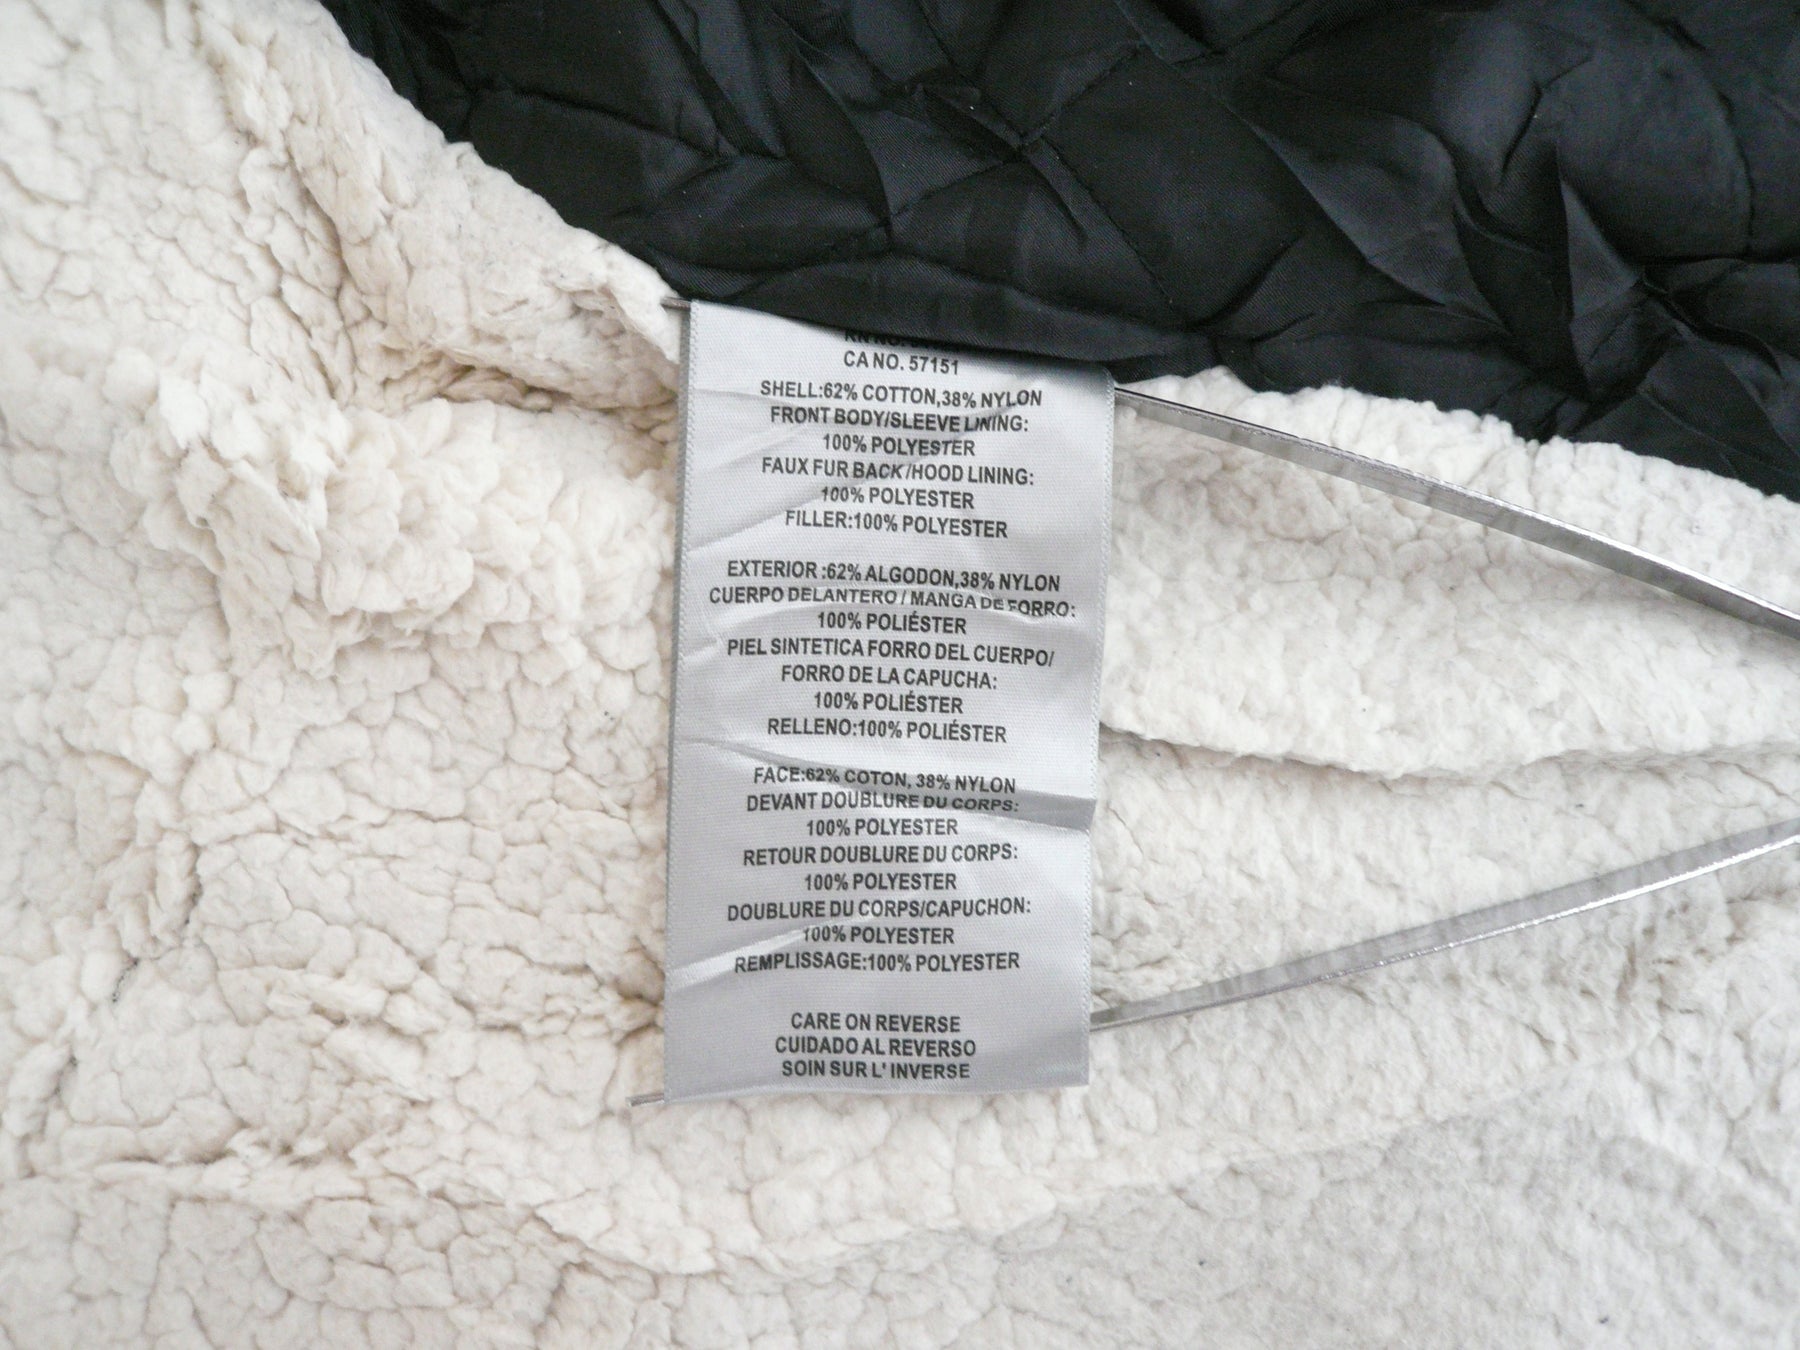 RN NO.
CA NO. 57151
SHELL:62% COTTON,38% NYLON
FRONT BODY/SLEEVE LINING:
100% POLYESTER
FAUX FUR BACK/HOOD LINING:
100% POLYESTER
FILLER:100% POLYESTER
EXTERIOR :62% ALGODON,38% NYLON
CUERPO DELANTERO / MANGA DE FORRO:
100% POLIÉSTER
PIEL SINTETICA FORRO DEL CUERPO/
FORRO DE LA CAPUCHA:
100% POLIÉSTER
RELLENO:100% POLIÉSTER
FACE:62% COTON, 38% NYLON
DEVANT DOUBLURE DU CORPS:
100% POLYESTER
RETOUR DOUBLURE DU CORPS:
100% POLYESTER
DOUBLURE DU CORPS/CAPUCHON:
100% POLYESTER
REMPLISSAGE:100% POLYESTER
CARE ON REVERSE
CUIDADO AL REVERSO
SOIN SUR L' INVERSE